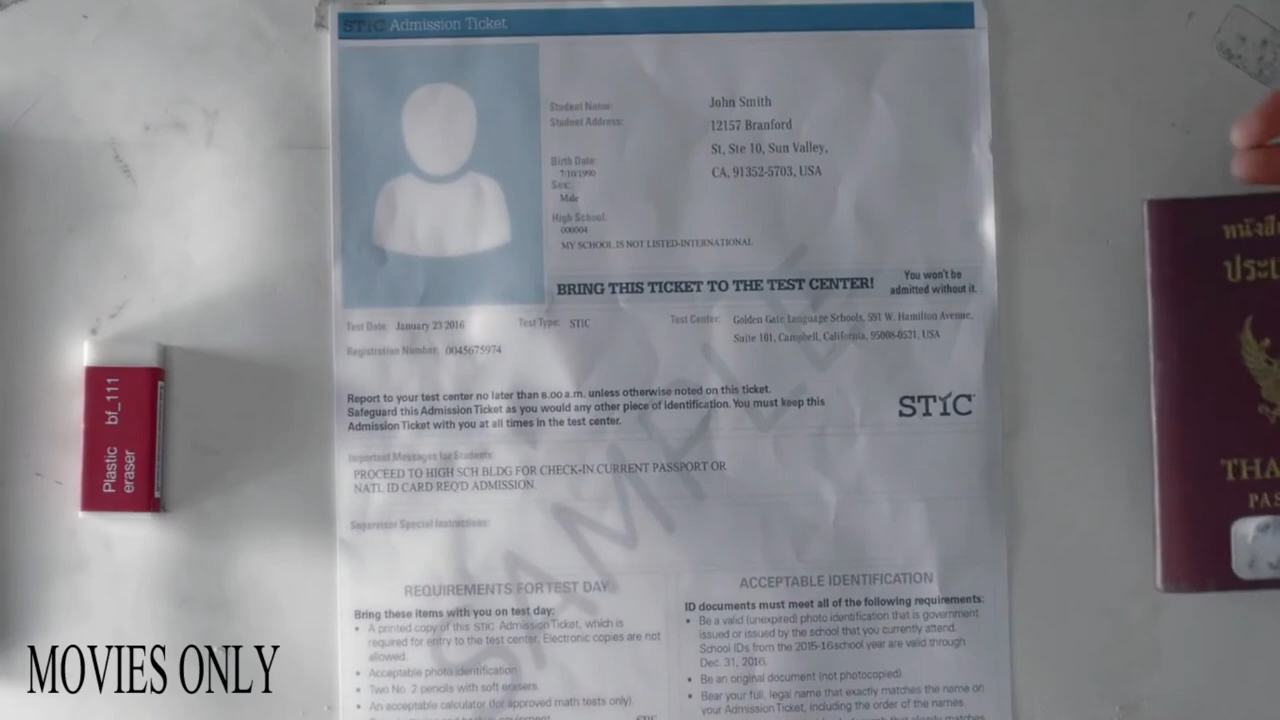 STIC Admission Ticket
Student Name:
John Smith
Student Address:
12157 Branford
St, Ste 10, Sun Valley,
CA, 91352-5703, USA
Birth Date:
7/10/1990
Sex:
Male
High School:
000004
MY SCHOOL IS NOT LISTED-INTERNATIONAL
BRING THIS TICKET TO THE TEST CENTER!
You won't be
admitted without it.
Test Date: January 23 2016 Test Type: STIC
Test Center: Golden Gate Language Schools, 591 W. Hamilton Avenue,
Suite 101, Campbell, California, 95008-0521, USA
Registration Number: 0045675974
Report to your test center no later than 8.00 a.m. unless otherwise noted on this ticket.
Safeguard this Admission Ticket as you would any other piece of identification. You must keep this
Admission Ticket with you at all times in the test center.
STIC
Important Messages for Students:
PROCEED TO HIGH SCH BLDG FOR CHECK-IN CURRENT PASSPORT OR
NATL ID CARD REQ'D ADMISSION.
Supervisor Special Instructions:
SAMPLE
REQUIREMENTS FOR TEST DAY
Bring these items with you on test day:
• A printed copy of this STIC Admission Ticket, which is
required for entry to the test center. Electronic copies are not
allowed.
• Acceptable photo identification
• Two No. 2 pencils with soft erasers.
• An acceptable calculator (for approved math tests only).
STIC
ACCEPTABLE IDENTIFICATION
ID documents must meet all of the following requirements:
• Be a valid (unexpired) photo identification that is government
issued or issued by the school that you currently attend.
School IDs from the 2015-16school year are valid through
Dec. 31, 2016.
• Be an original document (not photocopied).
• Bear your full, legal name that exactly matches the name on
your Admission Ticket, including the order of the names.
Plastic bf_111
eraser
หนังสื
ประเ
THA
PAS
MOVIES ONLY